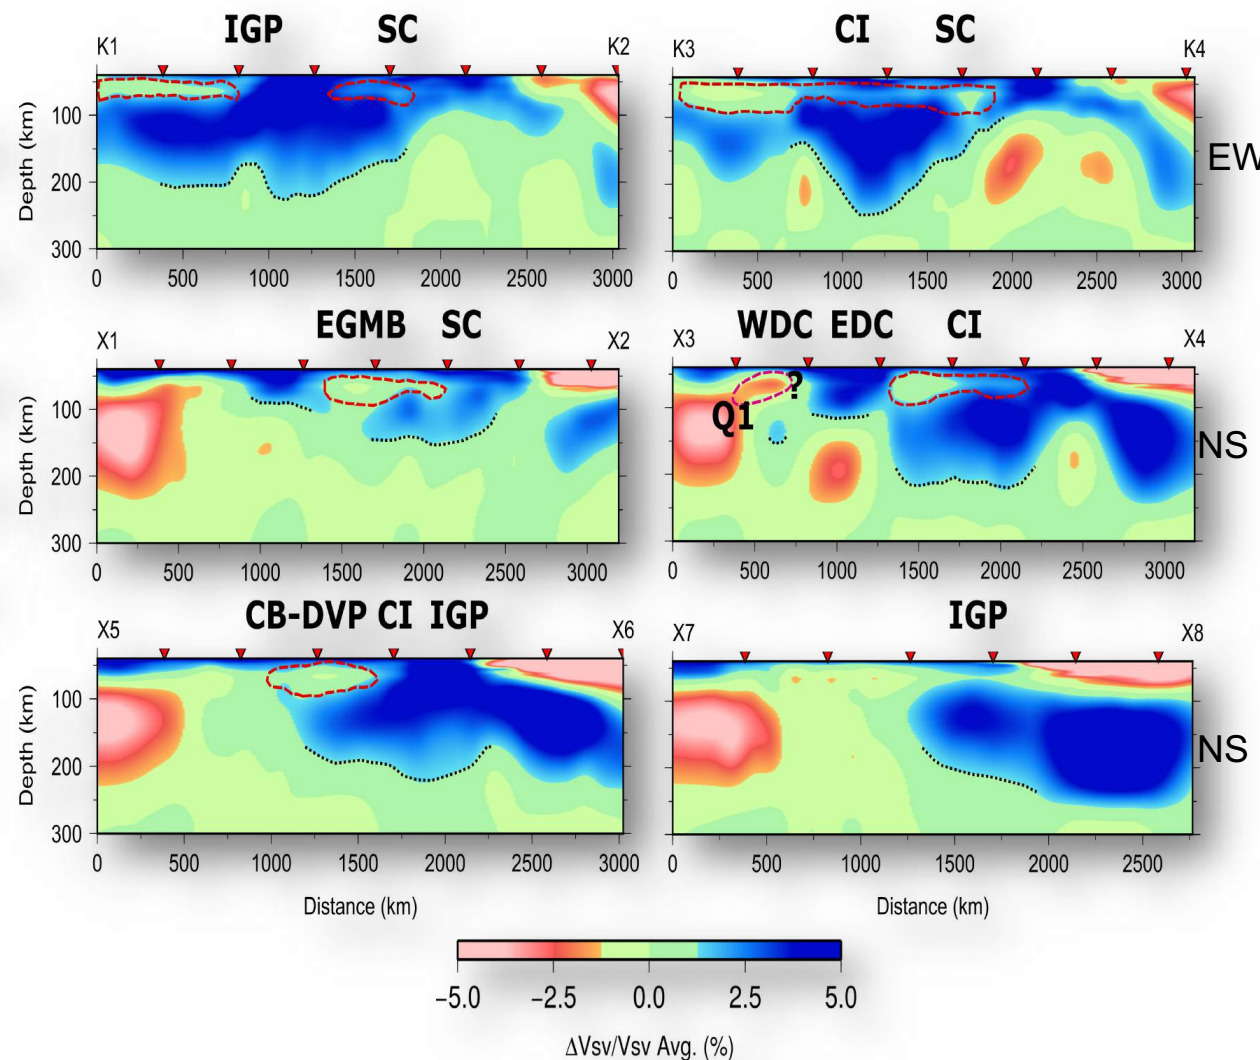 IGP SC
CI SC
K1 K2
K3 K4
Depth (km)
100
200
300
0 500 1000 1500 2000 2500 3000
0 500 1000 1500 2000 2500 3000
EW
EGMB SC
WDC EDC CI
X1 X2
X3 X4
Depth (km)
100
200
300
?
Q1
NS
0 500 1000 1500 2000 2500 3000
0 500 1000 1500 2000 2500 3000
CB-DVP CI IGP
IGP
X5 X6
X7 X8
Depth (km)
100
200
300
NS
0 500 1000 1500 2000 2500 3000
0 500 1000 1500 2000 2500
Distance (km)
Distance (km)
−5.0 −2.5 0.0 2.5 5.0
ΔVsv/Vsv Avg. (%)